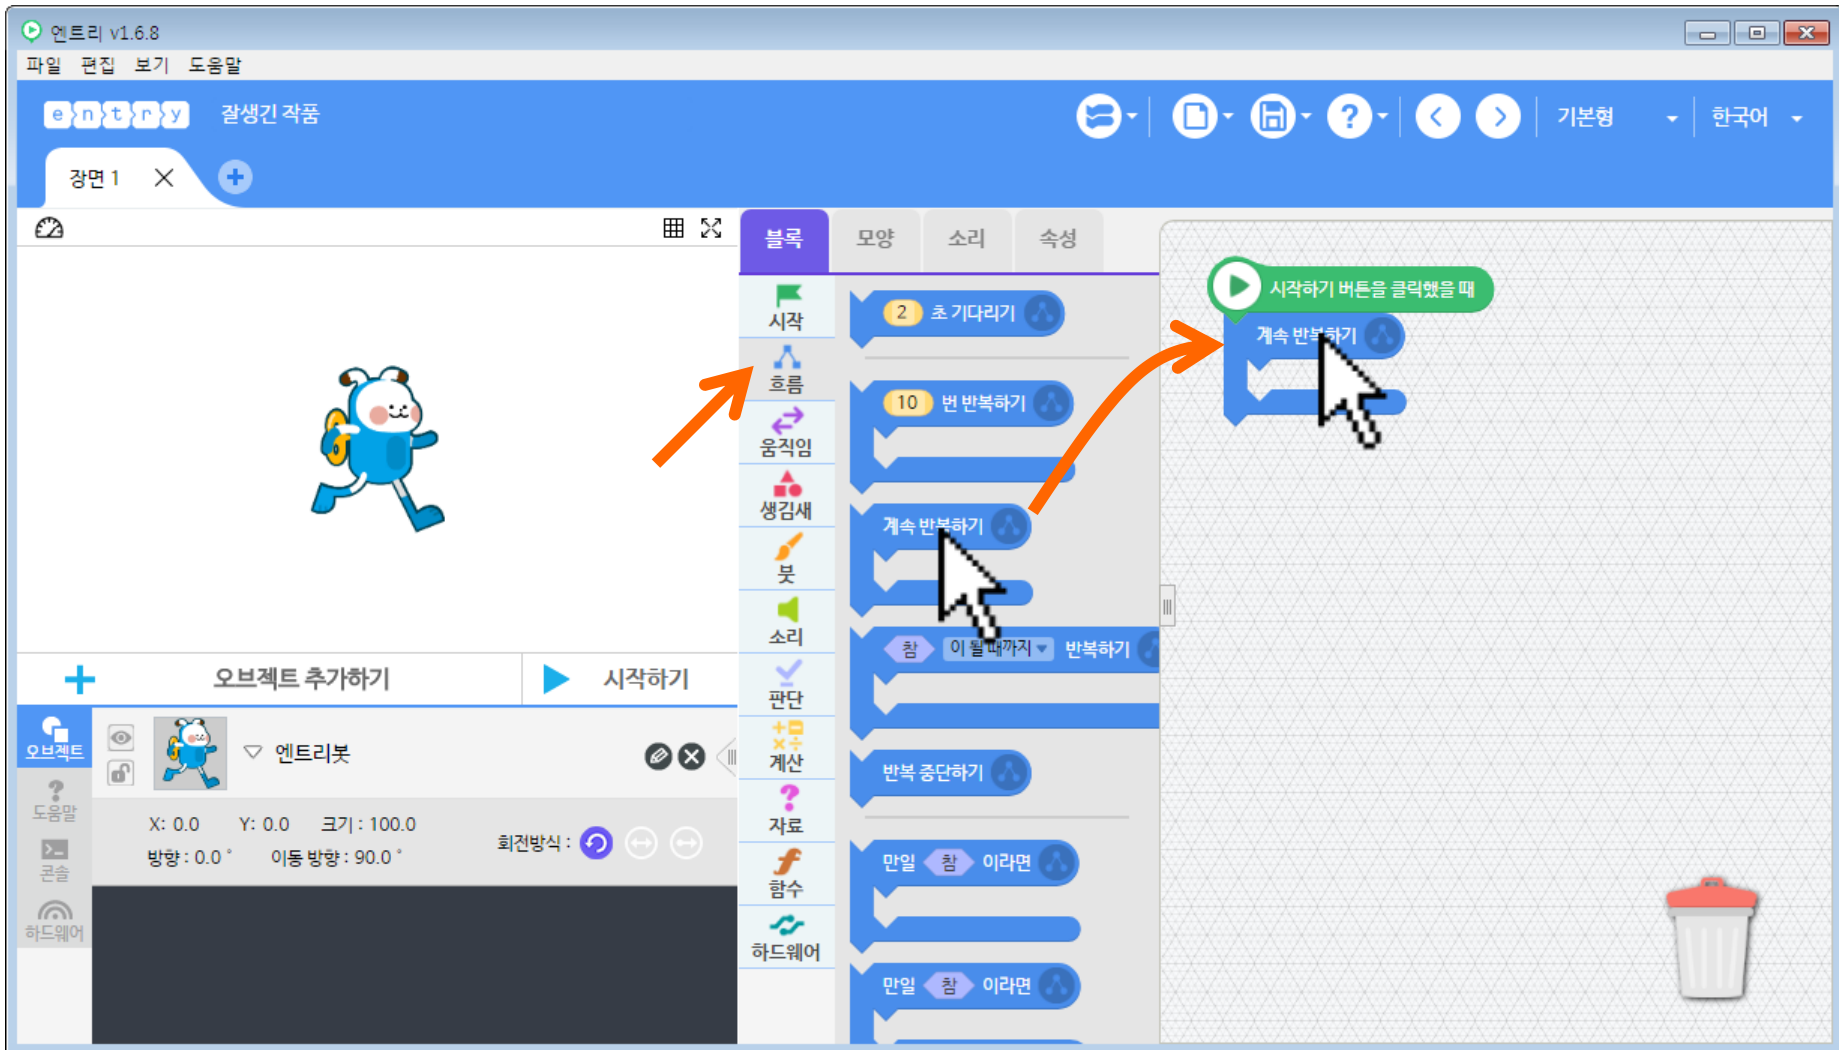 엔트리 v1.6.8
파일 편집 보기 도움말
entry 잘생긴 작품
? 기본형 한국어
장면 1
블록 모양 소리 속성
시작
흐름
움직임
생김새
붓
소리
판단
계산
자료
함수
하드웨어
2 초 기다리기
10 번 반복하기
계속 반복하기
참 이 될 때까지 반복하기
반복 중단하기
만일 참 이라면
만일 참 이라면
시작하기 버튼을 클릭했을 때
계속 반복하기
오브젝트 추가하기 시작하기
오브젝트
도움말
콘솔
하드웨어
엔트리봇
X: 0.0 Y: 0.0 크기 : 100.0
방향 : 0.0 ˚ 이동 방향 : 90.0 ˚
회전방식 :